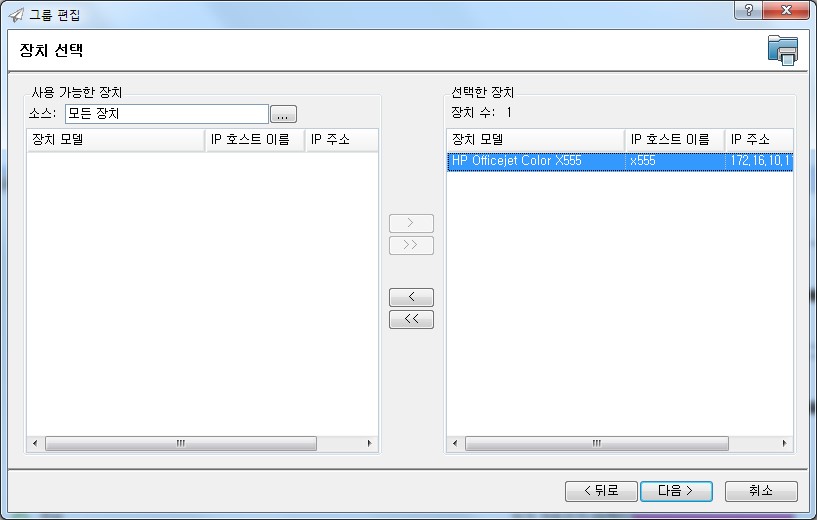 그룹 편집
장치 선택
사용 가능한 장치
소스: 모든 장치 ...
장치 모델 IP 호스트 이름 IP 주소
>
>>
<
<<
선택한 장치
장치 수: 1
장치 모델 IP 호스트 이름 IP 주소
HP Officejet Color X555 x555 172,16,10,1
< 뒤로 다음 > 취소